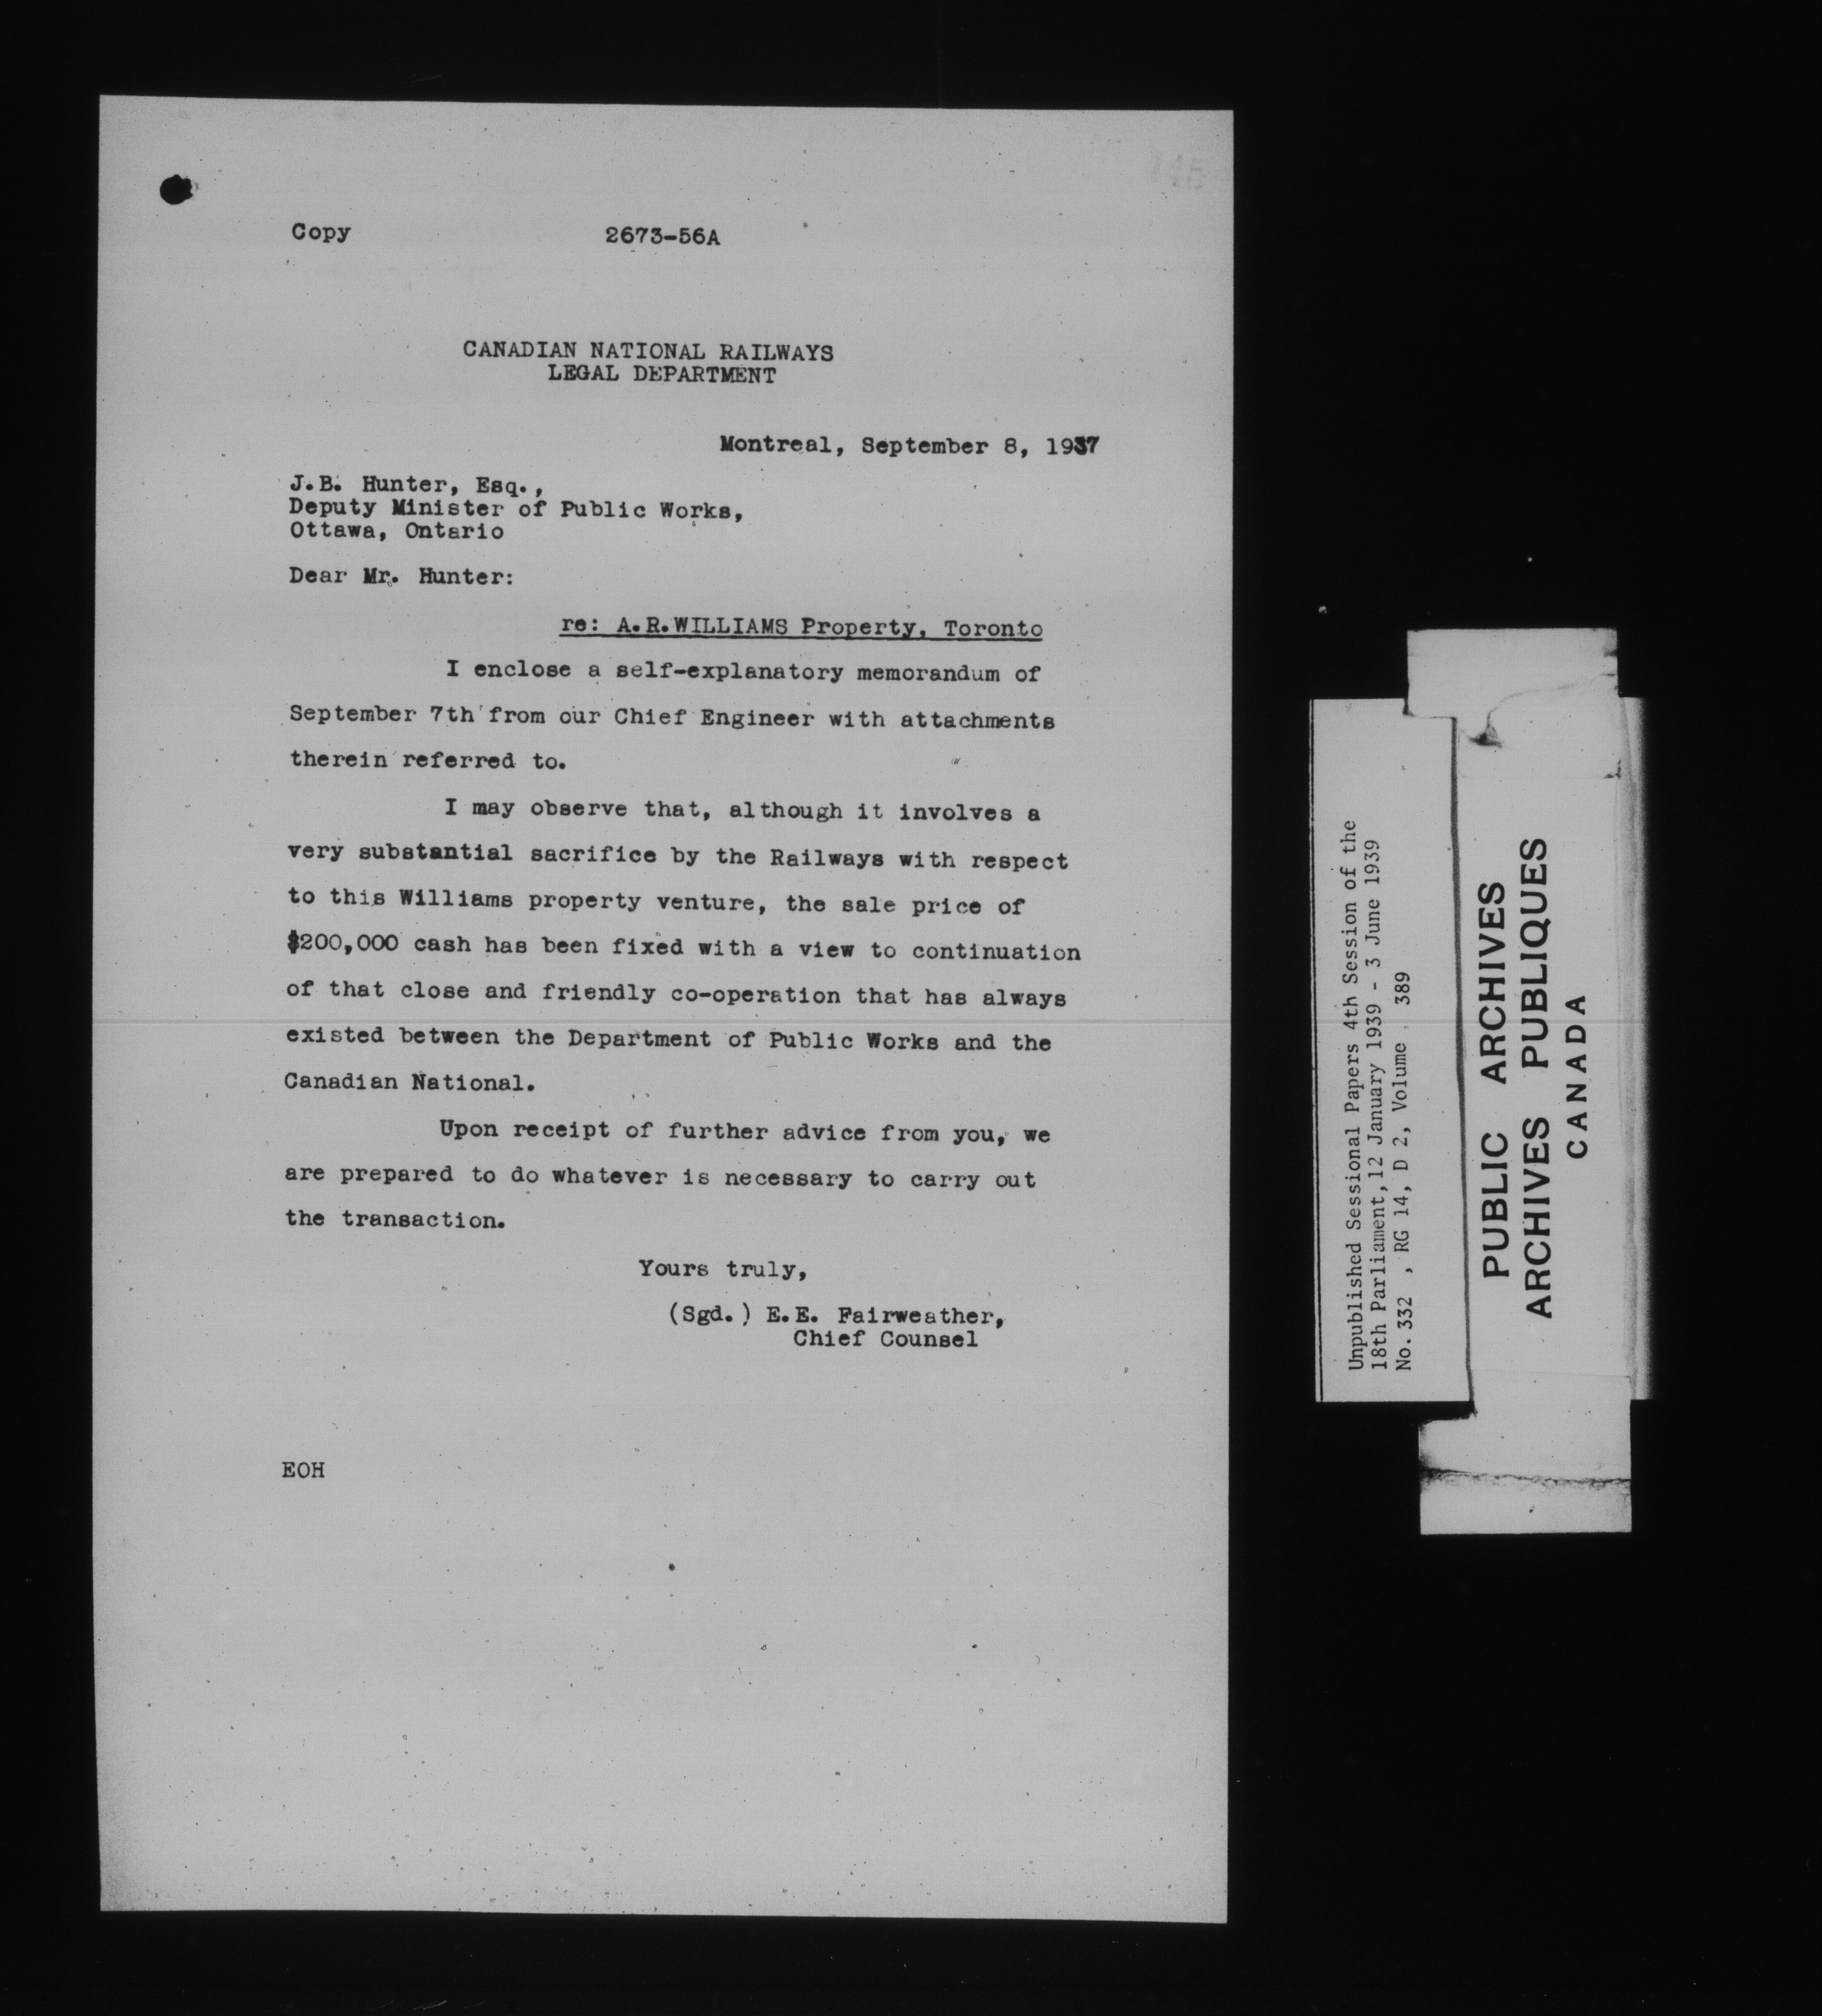 145
Copy 2673-56A
CANADIAN NATIONAL RAILWAYS
LEGAL DEPARTMENT
Montreal, September 8, 1937
J.B. Hunter, Esq.,
Deputy Minister of Public Works,
Ottawa, Ontario
Dear Mr. Hunter:
re: A.R.WILLIAMS Property, Toronto
I enclose a self-explanatory memorandum of
September 7th from our Chief Engineer with attachments
therein referred to.
I may observe that, although it involves a
very substantial sacrifice by the Railways with respect
to this Williams property venture, the sale price of
$200,000 cash has been fixed with a view to continuation
of that close and friendly co-operation that has always
existed between the Department of Public Works and the
Canadian National.
Upon receipt of further advice from you, we
are prepared to do whatever is necessary to carry out
the transaction.
Yours truly,
(Sgd.) E.E. Fairweather,
Chief Counsel
EOH
Unpublished Sessional Papers 4th Session of the
18th Parliament, 12 January 1939 - 3 June 1939
No. 332 , RG 14, D 2, Volume 389
PUBLIC ARCHIVES
ARCHIVES PUBLIQUES
CANADA